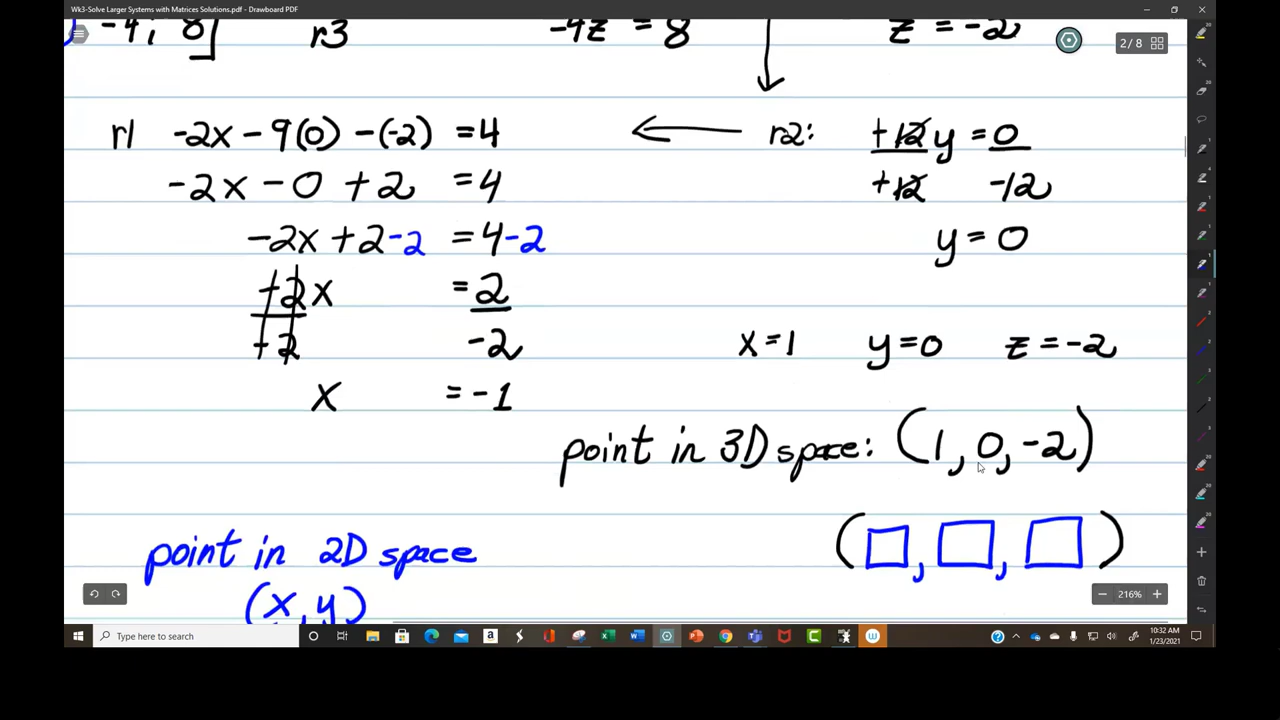 Wk3-Solve Larger Systems with Matrices Solutions.pdf - Drawboard PDF
-4, 8] r3 -4z = 8 z = -2
2/8
r1 -2x - 9(0) - (-2) = 4 r2: +12y = 0
-2x - 0 + 2 = 4 +12 -12
-2x + 2 - 2 = 4 - 2 y = 0
+2x = 2
+2 -2 x=1 y=0 z=-2
x = -1
point in 3D space: (1, 0, -2)
point in 2D space ( , , )
(x, y)
216%
Type here to search
10:32 AM
1/23/2021